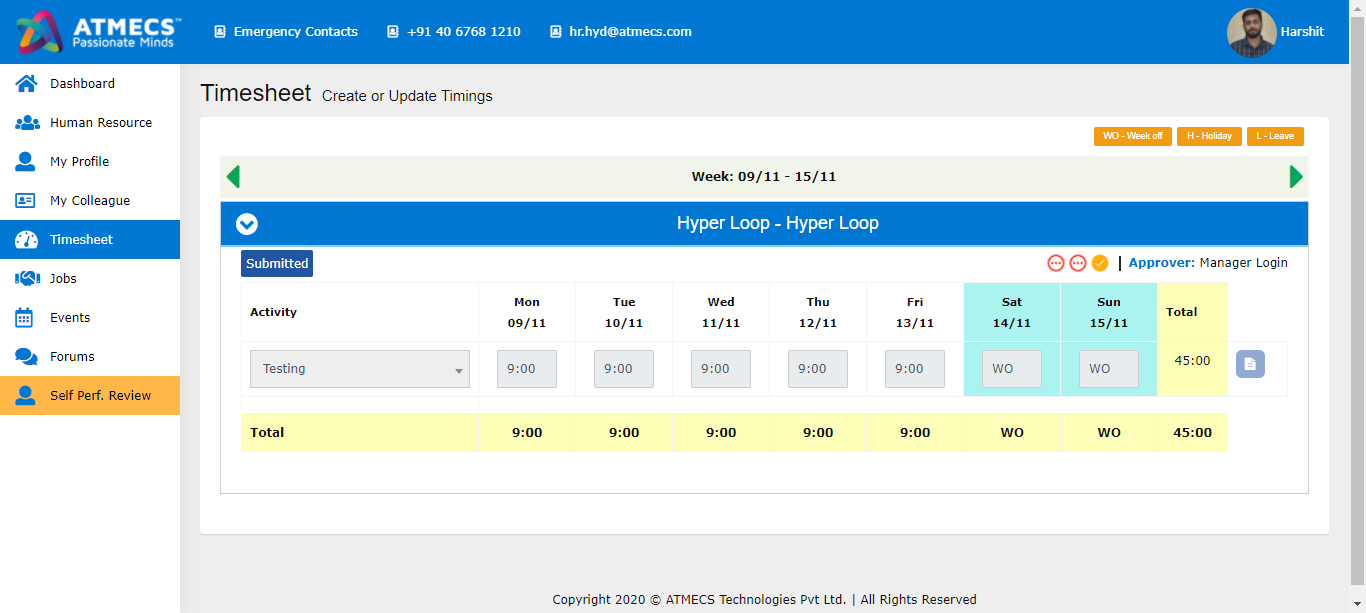 ATMECS™
Passionate Minds
Emergency Contacts
+91 40 6768 1210
hr.hyd@atmecs.com
Harshit
Dashboard
Human Resource
My Profile
My Colleague
Timesheet
Jobs
Events
Forums
Self Perf. Review
Timesheet Create or Update Timings
WO - Week off H - Holiday L - Leave
Week: 09/11 - 15/11
Hyper Loop - Hyper Loop
Submitted
| Approver: Manager Login
Activity Mon Tue Wed Thu Fri Sat Sun Total
09/11 10/11 11/11 12/11 13/11 14/11 15/11
Testing 9:00 9:00 9:00 9:00 9:00 WO WO 45:00
Total 9:00 9:00 9:00 9:00 9:00 WO WO 45:00
Copyright 2020 © ATMECS Technologies Pvt Ltd. | All Rights Reserved